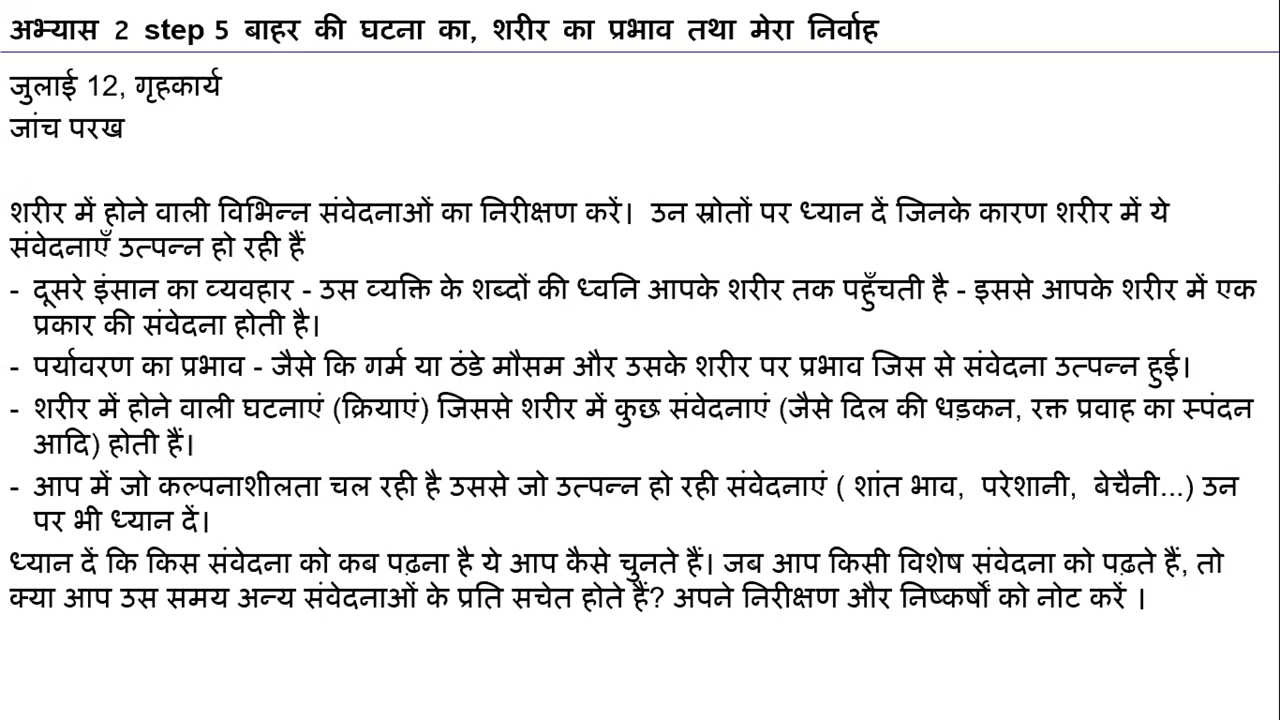 अभ्यास 2 step 5 बाहर की घटना का, शरीर का प्रभाव तथा मेरा निर्वाह
जुलाई 12, गृहकार्य
जांच परख
शरीर में होने वाली विभिन्न संवेदनाओं का निरीक्षण करें। उन स्रोतों पर ध्यान दें जिनके कारण शरीर में ये
संवेदनाएँ उत्पन्न हो रही हैं
- दूसरे इंसान का व्यवहार - उस व्यक्ति के शब्दों की ध्वनि आपके शरीर तक पहुँचती है - इससे आपके शरीर में एक
प्रकार की संवेदना होती है।
- पर्यावरण का प्रभाव - जैसे कि गर्म या ठंडे मौसम और उसके शरीर पर प्रभाव जिस से संवेदना उत्पन्न हुई।
- शरीर में होने वाली घटनाएं (क्रियाएं) जिससे शरीर में कुछ संवेदनाएं (जैसे दिल की धड़कन, रक्त प्रवाह का स्पंदन
आदि) होती हैं।
- आप में जो कल्पनाशीलता चल रही है उससे जो उत्पन्न हो रही संवेदनाएं ( शांत भाव, परेशानी, बेचैनी...) उन
पर भी ध्यान दें।
ध्यान दें कि किस संवेदना को कब पढ़ना है ये आप कैसे चुनते हैं। जब आप किसी विशेष संवेदना को पढ़ते हैं, तो
क्या आप उस समय अन्य संवेदनाओं के प्रति सचेत होते हैं? अपने निरीक्षण और निष्कर्षों को नोट करें ।